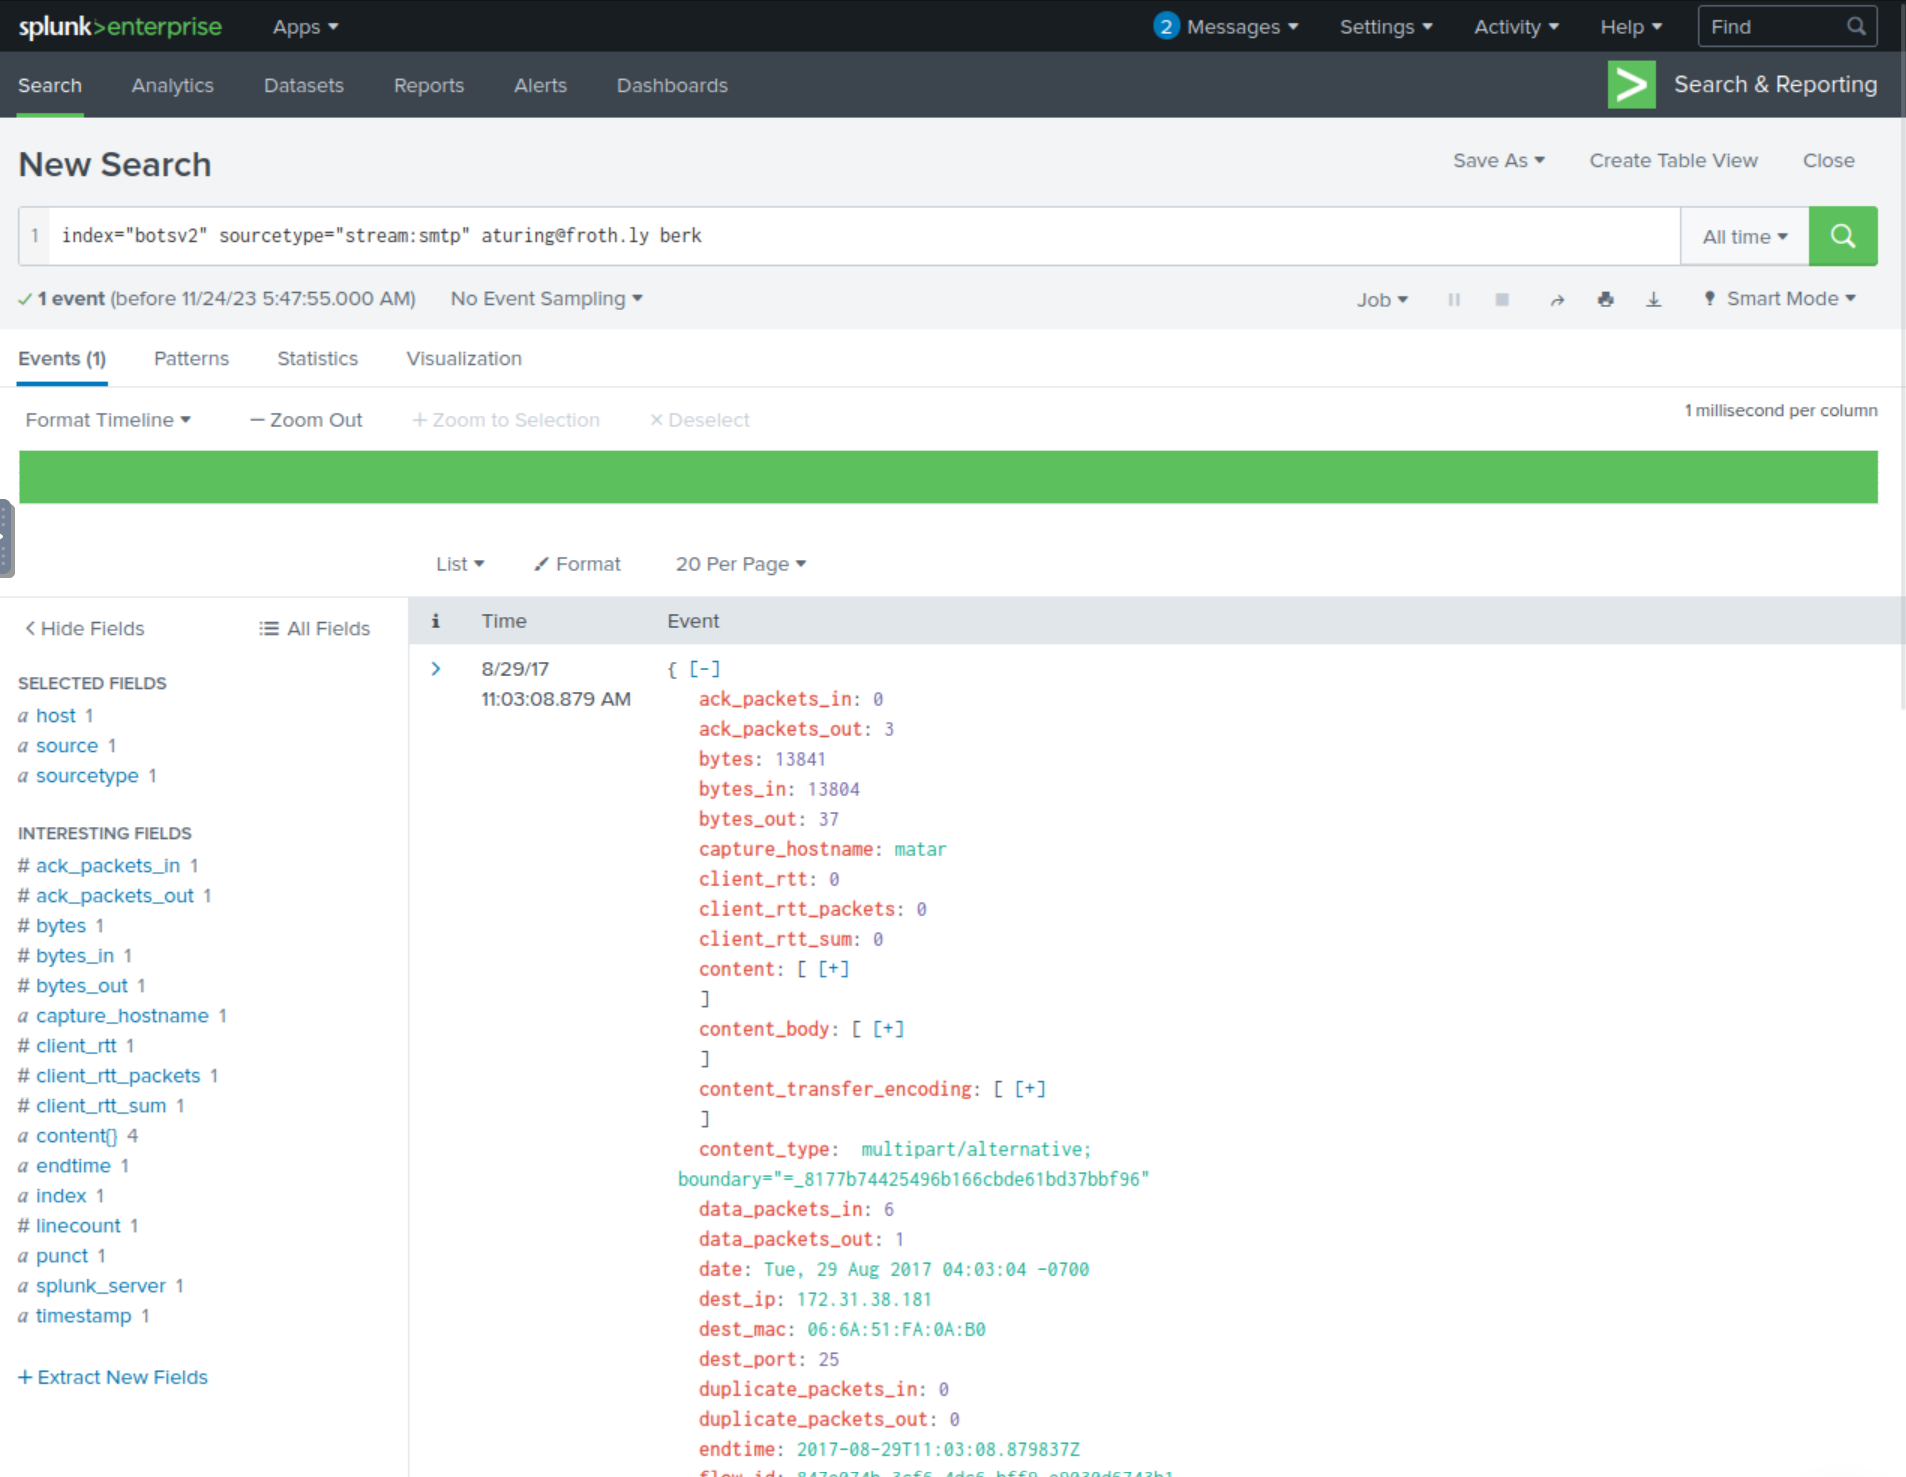 splunk>enterprise Apps 2 Messages Settings Activity Help Find
Search Analytics Datasets Reports Alerts Dashboards Search & Reporting
New Search Save As Create Table View Close
1 index="botsv2" sourcetype="stream:smtp" aturing@froth.ly berk All time
✓ 1 event (before 11/24/23 5:47:55.000 AM) No Event Sampling Job Smart Mode
Events (1) Patterns Statistics Visualization
Format Timeline — Zoom Out + Zoom to Selection × Deselect 1 millisecond per column
List Format 20 Per Page
< Hide Fields All Fields
SELECTED FIELDS
a host 1
a source 1
a sourcetype 1
INTERESTING FIELDS
# ack_packets_in 1
# ack_packets_out 1
# bytes 1
# bytes_in 1
# bytes_out 1
a capture_hostname 1
# client_rtt 1
# client_rtt_packets 1
# client_rtt_sum 1
a content{} 4
a endtime 1
a index 1
# linecount 1
a punct 1
a splunk_server 1
a timestamp 1
+ Extract New Fields
i Time Event
> 8/29/17
11:03:08.879 AM
{ [-]
ack_packets_in: 0
ack_packets_out: 3
bytes: 13841
bytes_in: 13804
bytes_out: 37
capture_hostname: matar
client_rtt: 0
client_rtt_packets: 0
client_rtt_sum: 0
content: [ [+]
]
content_body: [ [+]
]
content_transfer_encoding: [ [+]
]
content_type: multipart/alternative;
boundary="=_8177b74425496b166cbde61bd37bbf96"
data_packets_in: 6
data_packets_out: 1
date: Tue, 29 Aug 2017 04:03:04 -0700
dest_ip: 172.31.38.181
dest_mac: 06:6A:51:FA:0A:B0
dest_port: 25
duplicate_packets_in: 0
duplicate_packets_out: 0
endtime: 2017-08-29T11:03:08.879837Z